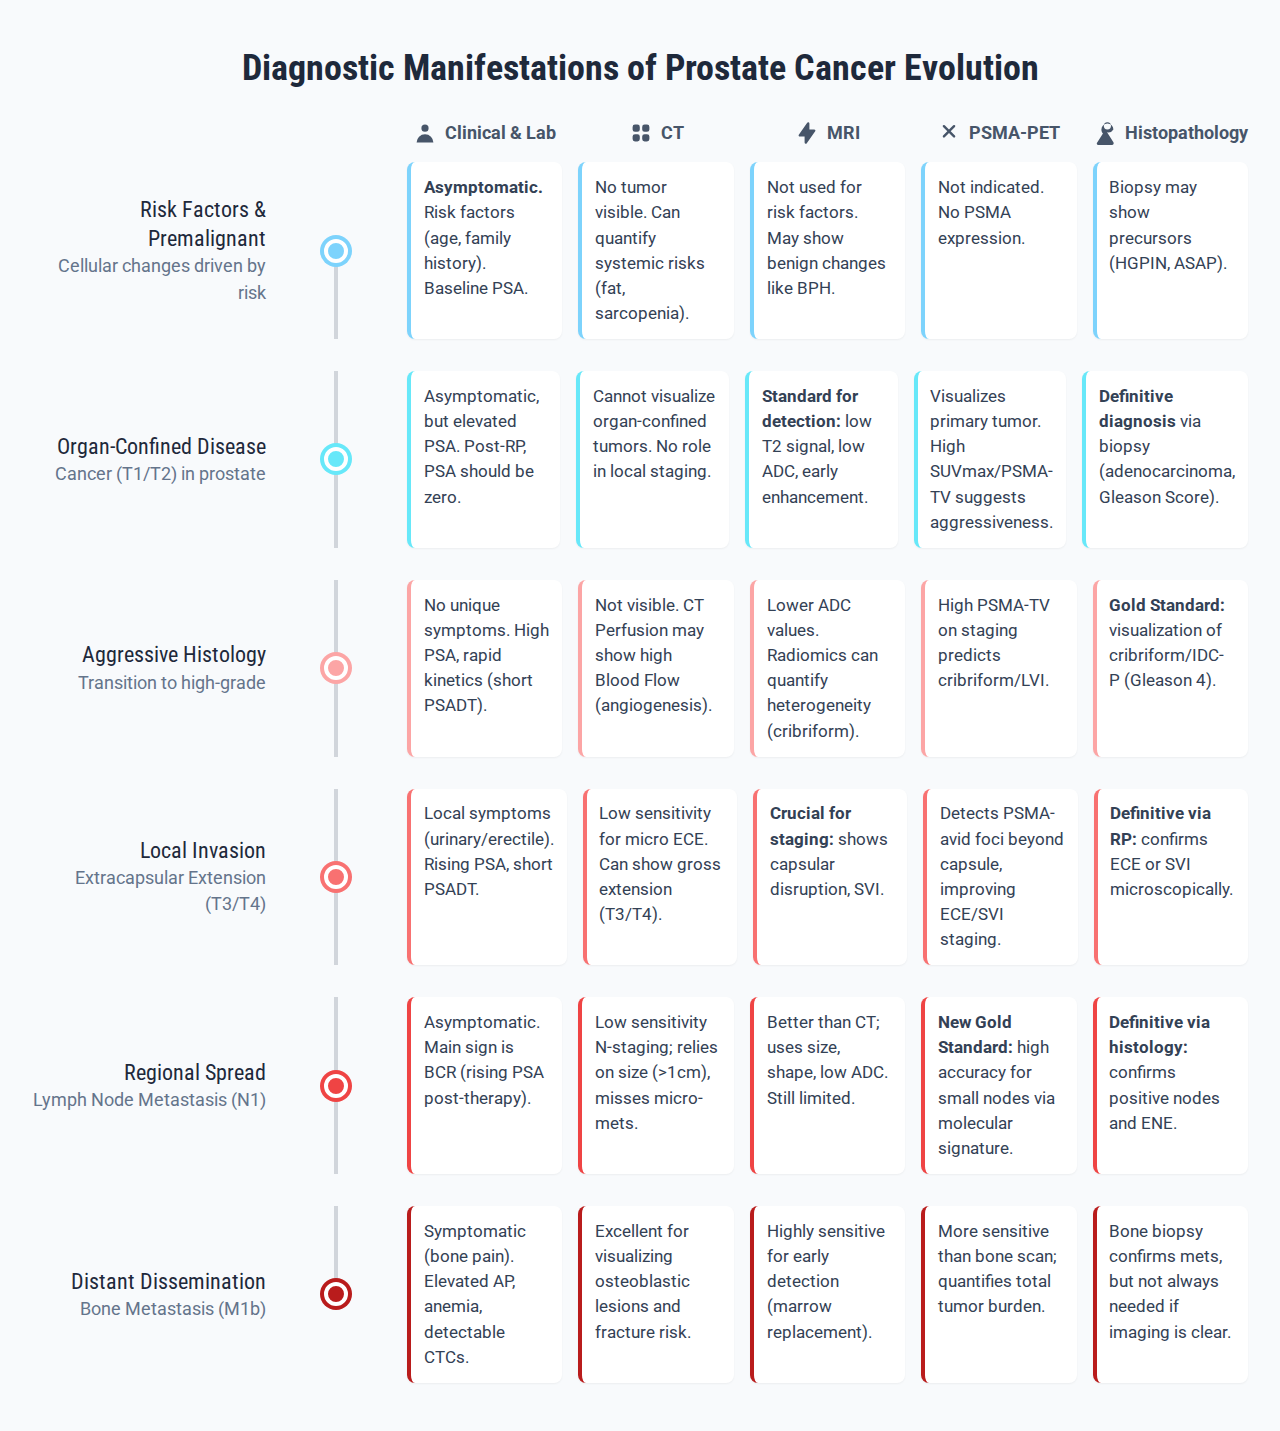 Diagnostic Manifestations of Prostate Cancer Evolution
Clinical & Lab
CT
MRI
PSMA-PET
Histopathology
Risk Factors &
Premalignant
Cellular changes driven by
risk
Asymptomatic.
Risk factors
(age, family
history).
Baseline PSA.
No tumor
visible. Can
quantify
systemic risks
(fat,
sarcopenia).
Not used for
risk factors.
May show
benign changes
like BPH.
Not indicated.
No PSMA
expression.
Biopsy may
show
precursors
(HGPIN, ASAP).
Organ-Confined Disease
Cancer (T1/T2) in prostate
Asymptomatic,
but elevated
PSA. Post-RP,
PSA should be
zero.
Cannot visualize
organ-confined
tumors. No role
in local staging.
Standard for
detection: low
T2 signal, low
ADC, early
enhancement.
Visualizes
primary tumor.
High
SUVmax/PSMA-
TV suggests
aggressiveness.
Definitive
diagnosis via
biopsy
(adenocarcinoma,
Gleason Score).
Aggressive Histology
Transition to high-grade
No unique
symptoms. High
PSA, rapid
kinetics (short
PSADT).
Not visible. CT
Perfusion may
show high
Blood Flow
(angiogenesis).
Lower ADC
values.
Radiomics can
quantify
heterogeneity
(cribriform).
High PSMA-TV
on staging
predicts
cribriform/LVI.
Gold Standard:
visualization of
cribriform/IDC-
P (Gleason 4).
Local Invasion
Extracapsular Extension
(T3/T4)
Local symptoms
(urinary/erectile).
Rising PSA, short
PSADT.
Low sensitivity
for micro ECE.
Can show gross
extension
(T3/T4).
Crucial for
staging: shows
capsular
disruption, SVI.
Detects PSMA-
avid foci beyond
capsule,
improving
ECE/SVI
staging.
Definitive via
RP: confirms
ECE or SVI
microscopically.
Regional Spread
Lymph Node Metastasis (N1)
Asymptomatic.
Main sign is
BCR (rising PSA
post-therapy).
Low sensitivity
N-staging; relies
on size (>1cm),
misses micro-
mets.
Better than CT;
uses size,
shape, low ADC.
Still limited.
New Gold
Standard: high
accuracy for
small nodes via
molecular
signature.
Definitive via
histology:
confirms
positive nodes
and ENE.
Distant Dissemination
Bone Metastasis (M1b)
Symptomatic
(bone pain).
Elevated AP,
anemia,
detectable
CTCs.
Excellent for
visualizing
osteoblastic
lesions and
fracture risk.
Highly sensitive
for early
detection
(marrow
replacement).
More sensitive
than bone scan;
quantifies total
tumor burden.
Bone biopsy
confirms mets,
but not always
needed if
imaging is clear.